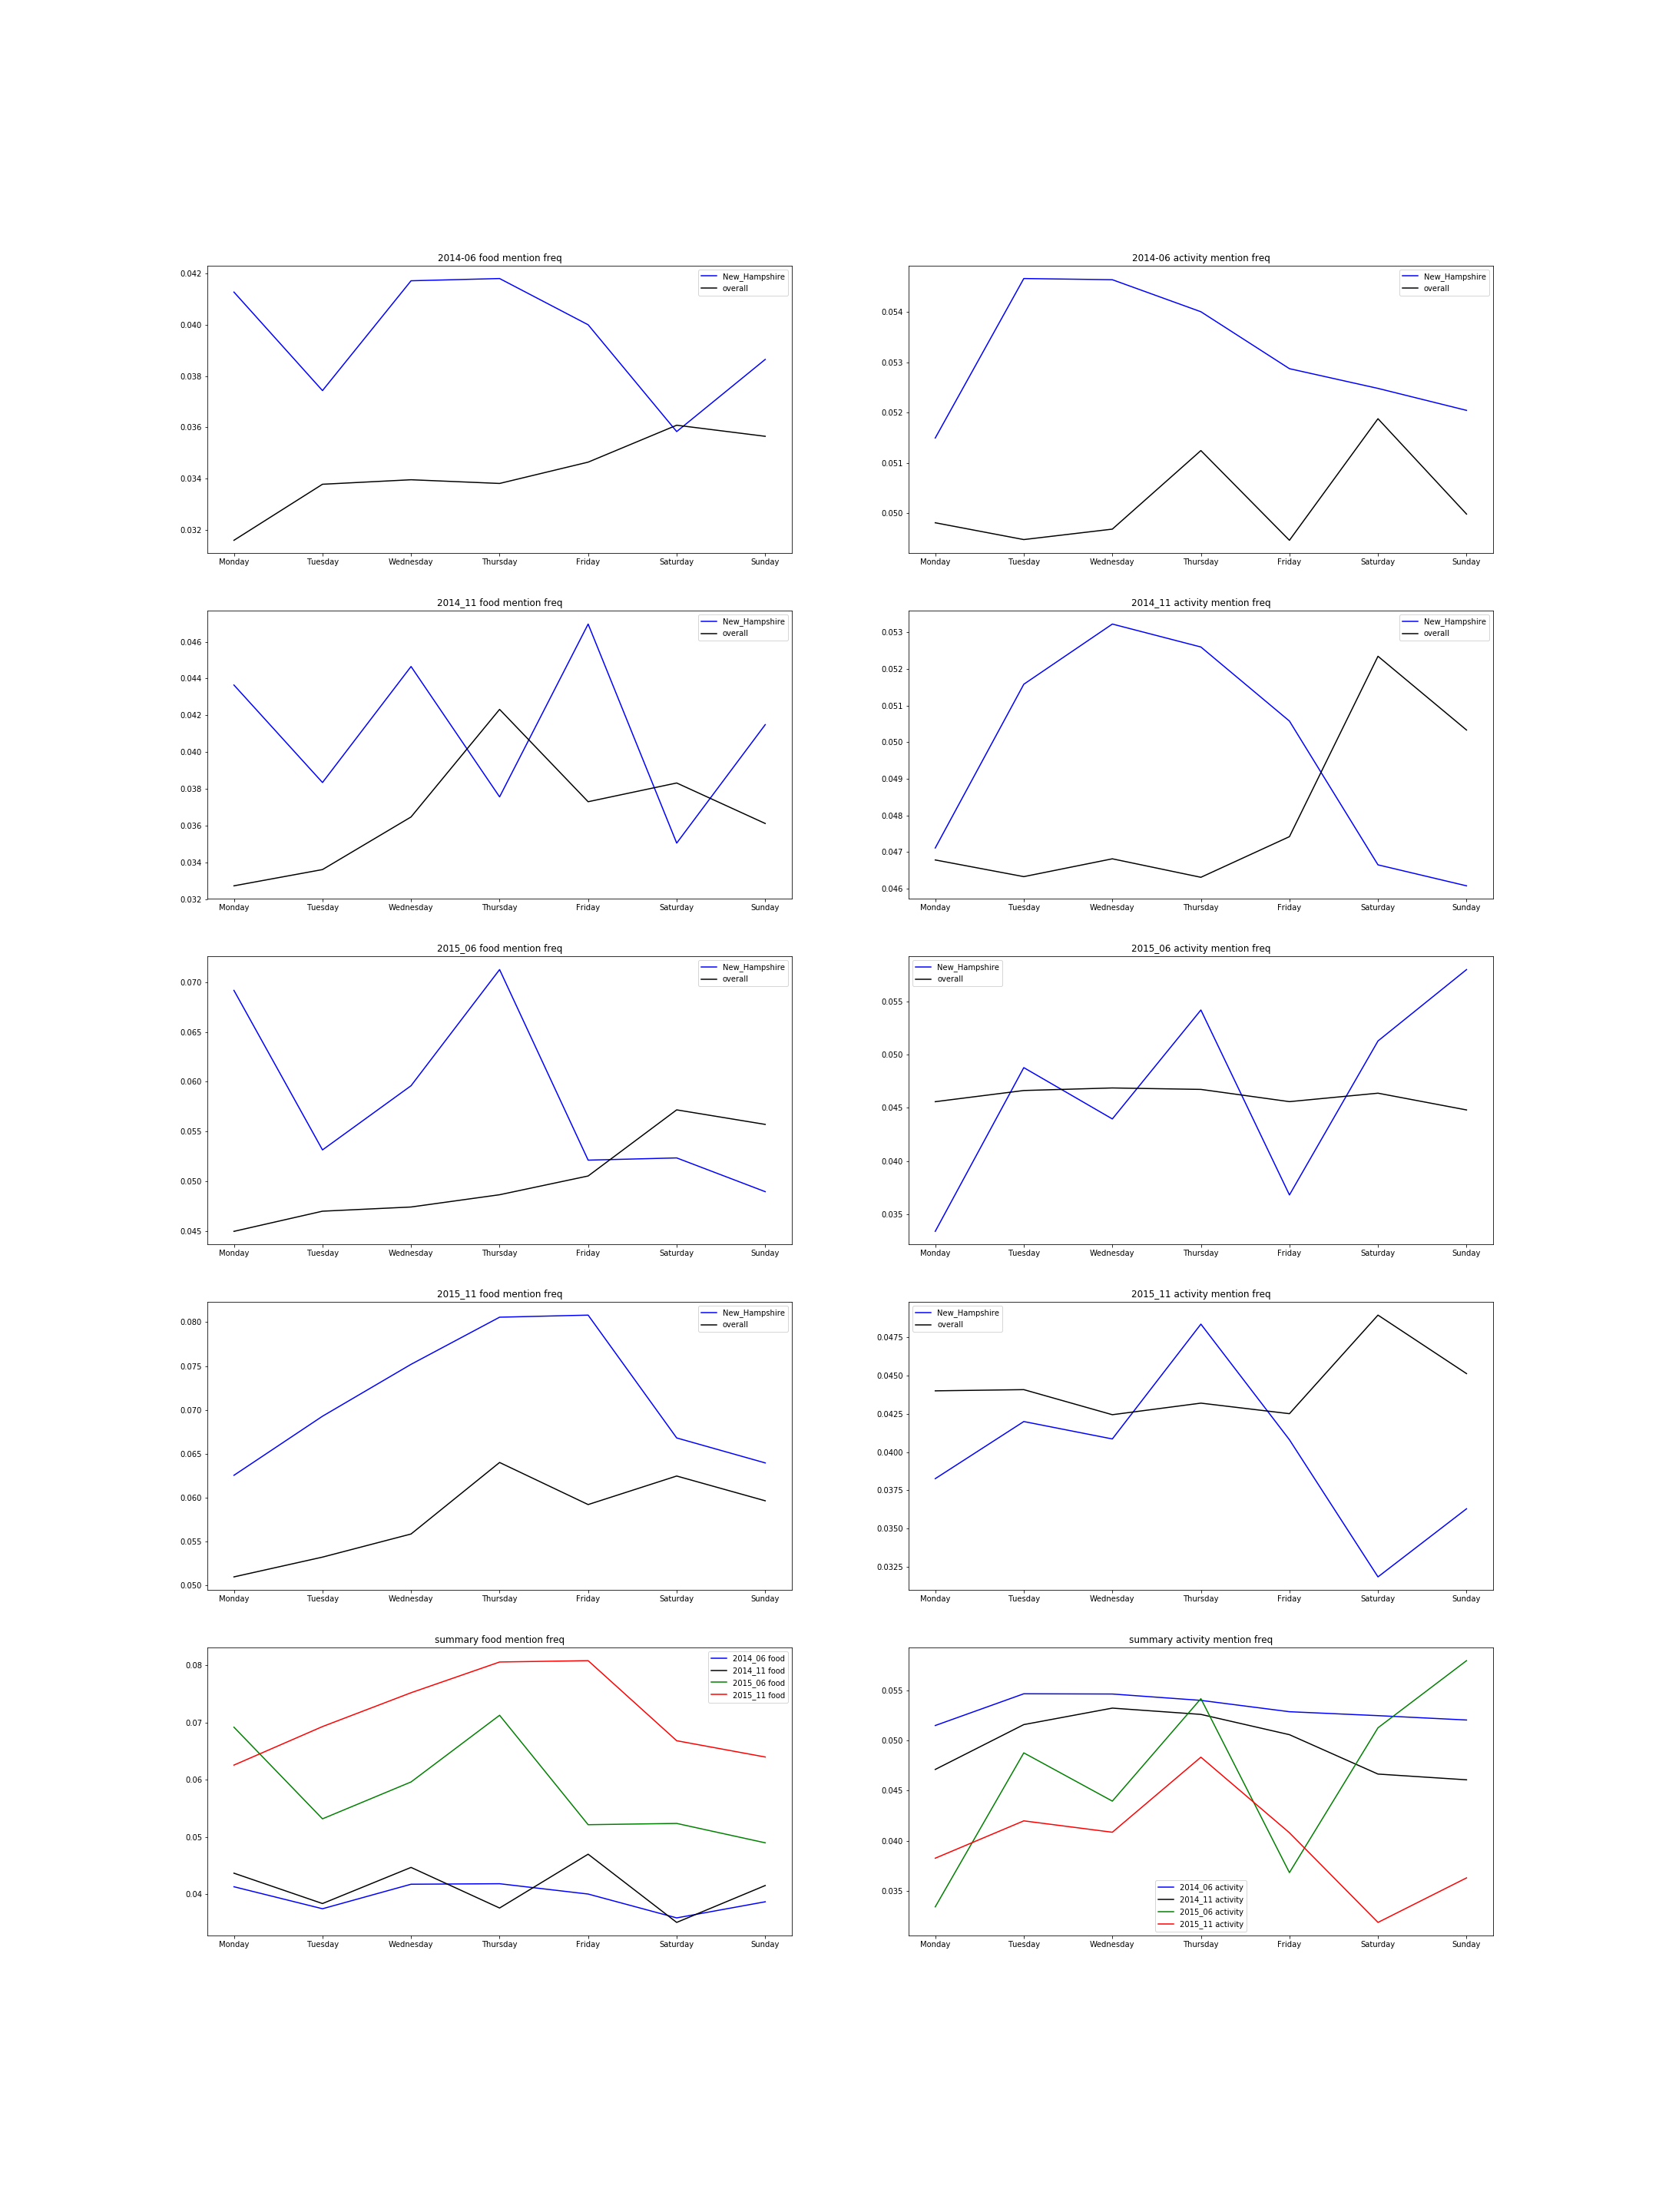 2014-06 food mention freq
New_Hampshire
overall
0.042
0.040
0.038
0.036
0.034
0.032
Monday Tuesday Wednesday Thursday Friday Saturday Sunday
2014-06 activity mention freq
New_Hampshire
overall
0.054
0.053
0.052
0.051
0.050
Monday Tuesday Wednesday Thursday Friday Saturday Sunday
2014_11 food mention freq
New_Hampshire
overall
0.046
0.044
0.042
0.040
0.038
0.036
0.034
0.032
Monday Tuesday Wednesday Thursday Friday Saturday Sunday
2014_11 activity mention freq
New_Hampshire
overall
0.053
0.052
0.051
0.050
0.049
0.048
0.047
0.046
Monday Tuesday Wednesday Thursday Friday Saturday Sunday
2015_06 food mention freq
New_Hampshire
overall
0.070
0.065
0.060
0.055
0.050
0.045
Monday Tuesday Wednesday Thursday Friday Saturday Sunday
2015_06 activity mention freq
New_Hampshire
overall
0.055
0.050
0.045
0.040
0.035
Monday Tuesday Wednesday Thursday Friday Saturday Sunday
2015_11 food mention freq
New_Hampshire
overall
0.080
0.075
0.070
0.065
0.060
0.055
0.050
Monday Tuesday Wednesday Thursday Friday Saturday Sunday
2015_11 activity mention freq
New_Hampshire
overall
0.0475
0.0450
0.0425
0.0400
0.0375
0.0350
0.0325
Monday Tuesday Wednesday Thursday Friday Saturday Sunday
summary food mention freq
2014_06 food
2014_11 food
2015_06 food
2015_11 food
0.08
0.07
0.06
0.05
0.04
Monday Tuesday Wednesday Thursday Friday Saturday Sunday
summary activity mention freq
0.055
0.050
0.045
0.040
0.035
2014_06 activity
2014_11 activity
2015_06 activity
2015_11 activity
Monday Tuesday Wednesday Thursday Friday Saturday Sunday